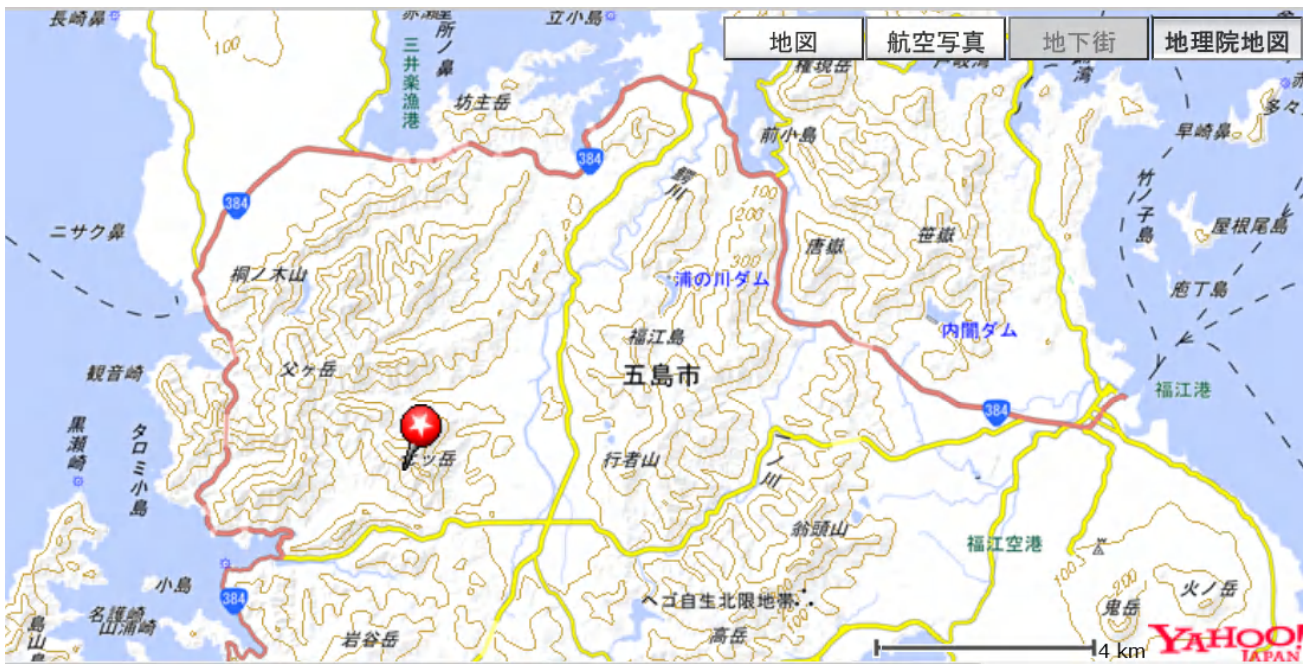 長崎鼻
100
立小島
三井楽漁港
坊主岳
地図
航空写真
地下街
地理院地図
権現岳
戸岐湾
早崎鼻
384
384
前小島
鰐川
100
200
300
竹ノ子島
屋根尾島
ニサク鼻
桐ノ木山
浦の川ダム
唐嶽
笹嶽
庖丁島
内闇ダム
福江島
五島市
父ヶ岳
観音崎
福江港
384
黒瀬崎
タロミ小島
七ッ岳
行者山
一ノ川
翁頭山
福江空港
100
200
火ノ岳
鬼岳
小島
384
名護崎
山浦崎
島山島
岩谷岳
ヘゴ自生北限地帯
高岳
4 km
YAHOO!
JAPAN